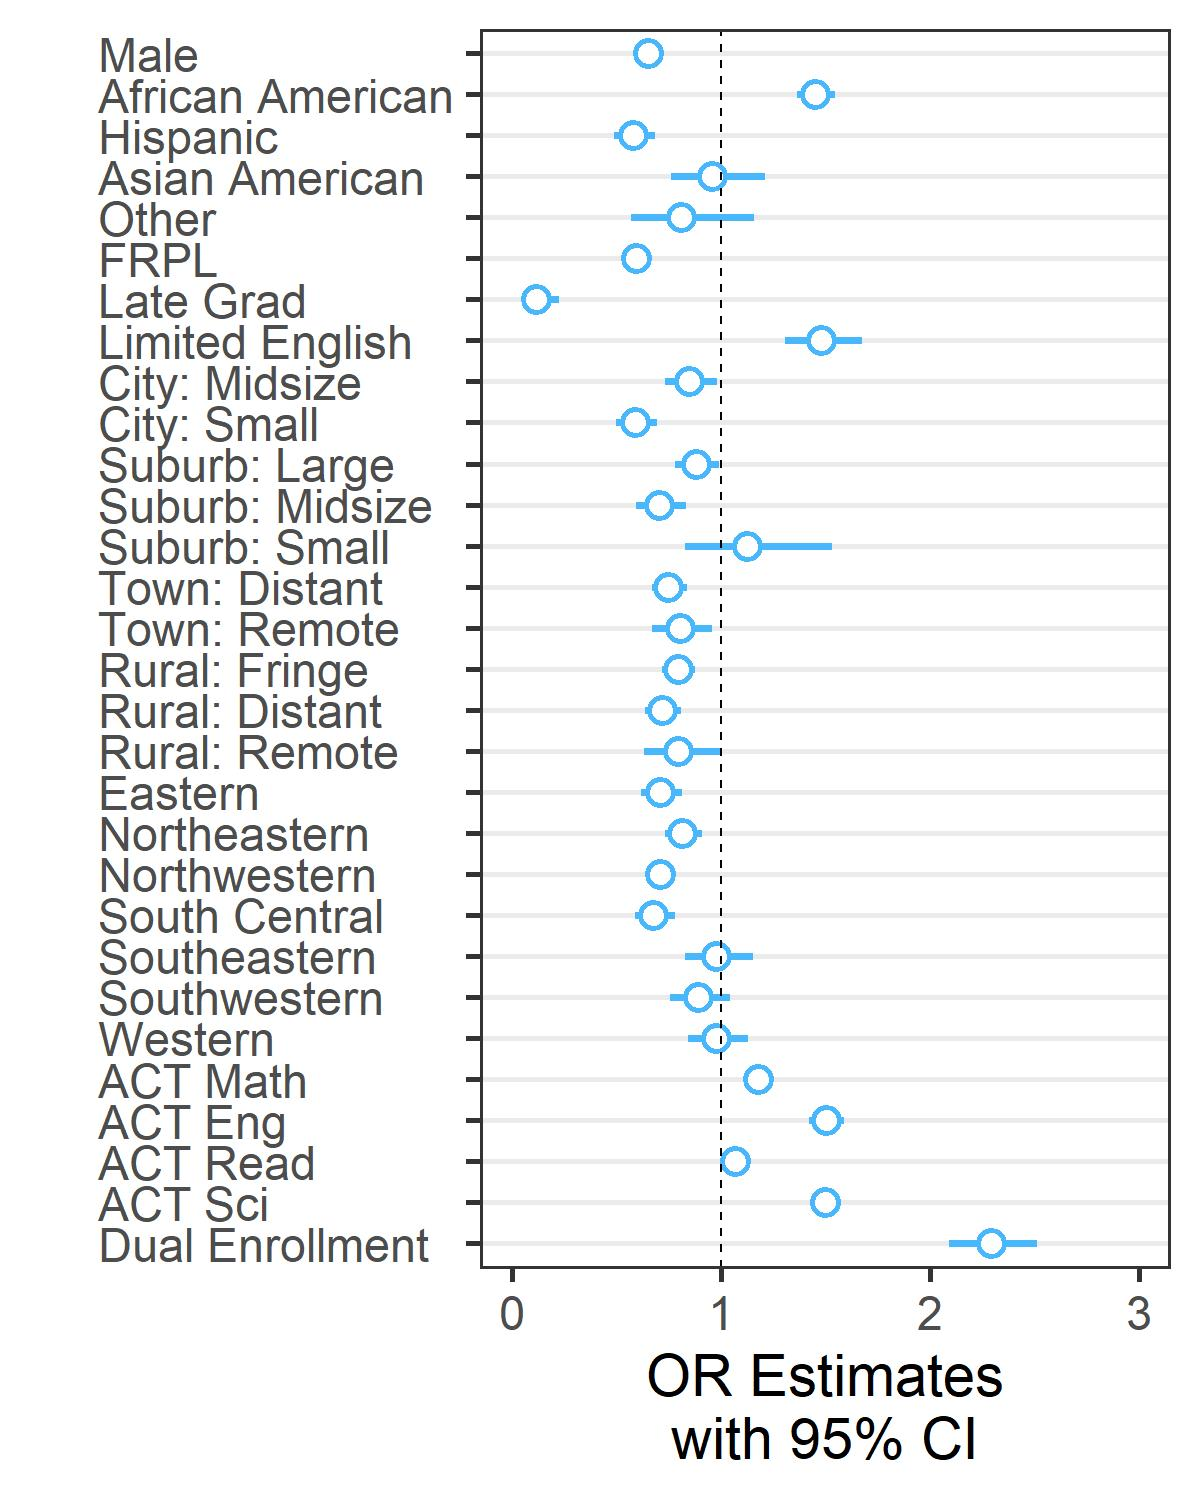 Male
African American
Hispanic
Asian American
Other
FRPL
Late Grad
Limited English
City: Midsize
City: Small
Suburb: Large
Suburb: Midsize
Suburb: Small
Town: Distant
Town: Remote
Rural: Fringe
Rural: Distant
Rural: Remote
Eastern
Northeastern
Northwestern
South Central
Southeastern
Southwestern
Western
ACT Math
ACT Eng
ACT Read
ACT Sci
Dual Enrollment
0 1 2 3
OR Estimates
with 95% CI